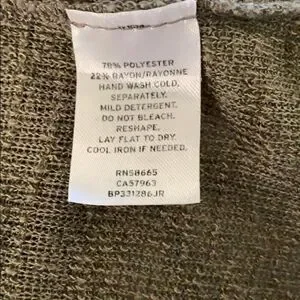 78% POLYESTER
22% RAYON/RAYONNE
HAND WASH COLD,
SEPARATELY.
MILD DETERGENT.
DO NOT BLEACH.
RESHAPE,
LAY FLAT TO DRY.
COOL IRON IF NEEDED.
RN58665
CA57963
BP331286JR